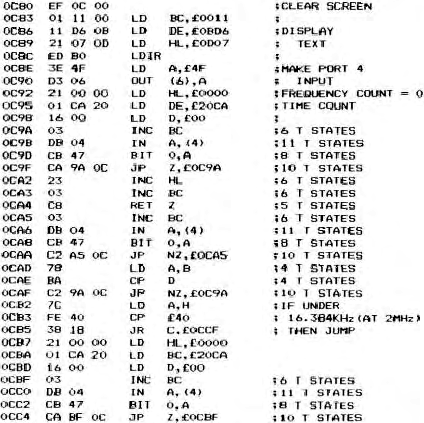 0C80 EF 0C 00 ;CLEAR SCREEN
0C83 01 11 00 LD BC,£0011 ;
0C86 11 D6 0B LD DE,£0BD6 ;DISPLAY
0C89 21 07 0D LD HL,£0D07 ; TEXT
0C8C ED B0 LDIR ;
0C8E 3E 4F LD A,£4F ;MAKE PORT 4
0C90 D3 06 OUT (6),A ; INPUT
0C92 21 00 00 LD HL,£0000 ;FREQUENCY COUNT = 0
0C95 01 CA 20 LD DE,£20CA ;TIME COUNT
0C98 16 00 LD D,£00 ;
0C9A 03 INC BC ;6 T STATES
0C9B DB 04 IN A,(4) ;11 T STATES
0C9D CB 47 BIT 0,A ;8 T STATES
0C9F CA 9A 0C JP Z,£0C9A ;10 T STATES
0CA2 23 INC HL ;6 T STATES
0CA3 03 INC BC ;6 T STATES
0CA4 C8 RET Z ;5 T STATES
0CA5 03 INC BC ;6 T STATES
0CA6 DB 04 IN A,(4) ;11 T STATES
0CA8 CB 47 BIT 0,A ;8 T STATES
0CAA C2 A5 0C JP NZ,£0CA5 ;10 T STATES
0CAD 78 LD A,B ;4 T STATES
0CAE BA CP D ;4 T STATES
0CAF C2 9A 0C JP NZ,£0C9A ;10 T STATES
0CB2 7C LD A,H ;IF UNDER
0CB3 FE 40 CP £40 ; 16.384KHz(AT 2MHz)
0CB5 38 18 JR C,£0CCF ; THEN JUMP
0CB7 21 00 00 LD HL,£0000
0CBA 01 CA 20 LD BC,£20CA
0CBD 16 00 LD D,£00
0CBF 03 INC BC ;6 T STATES
0CC0 DB 04 IN A,(4) ;11 T STATES
0CC2 CB 47 BIT 0,A ;8 T STATES
0CC4 CA BF 0C JP Z,£0CBF ;10 T STATES